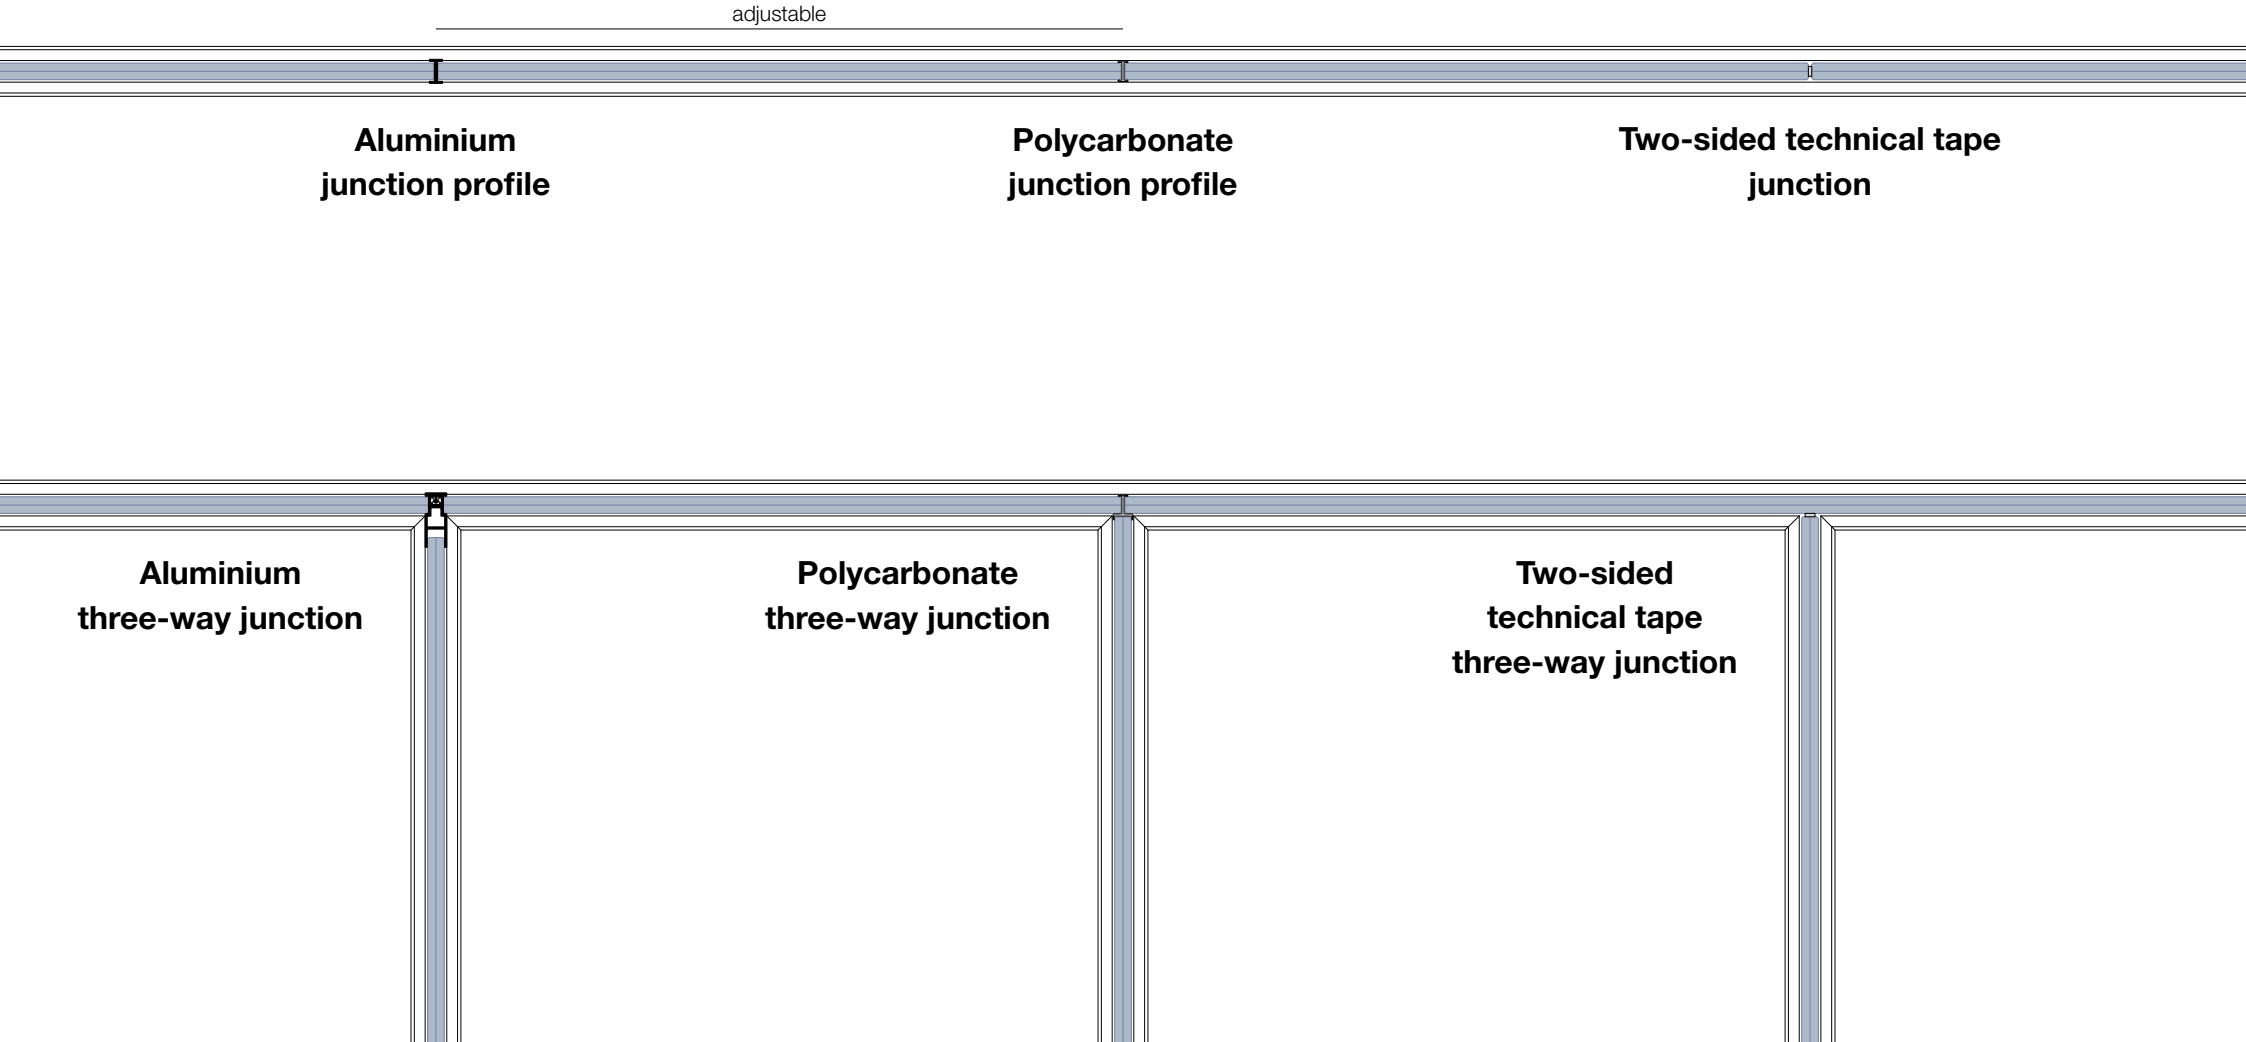 adjustable
Aluminium
junction profile
Polycarbonate
junction profile
Two-sided technical tape
junction
Aluminium
three-way junction
Polycarbonate
three-way junction
Two-sided
technical tape
three-way junction